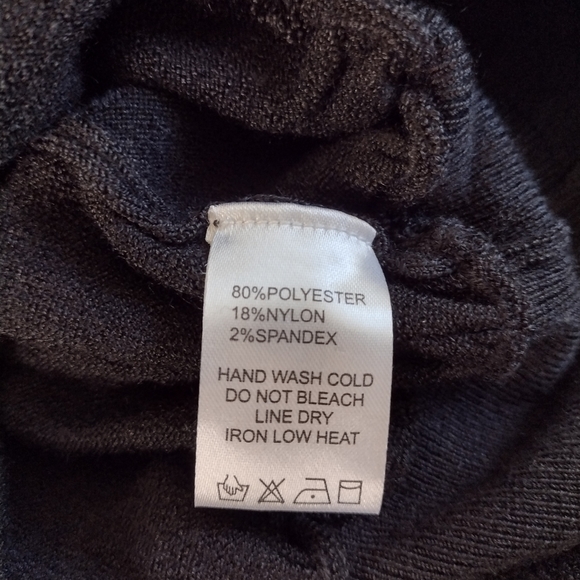 80%POLYESTER
18%NYLON
2%SPANDEX
HAND WASH COLD
DO NOT BLEACH
LINE DRY
IRON LOW HEAT